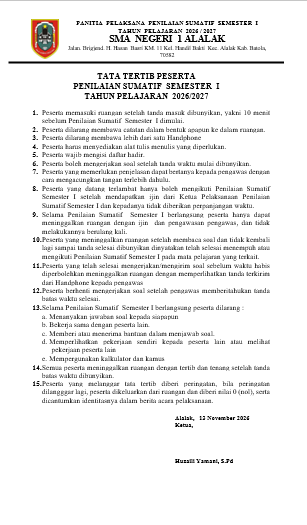 PANITIA PELAKSANA PENILAIAN SUMATIF SEMESTER I
TAHUN PELAJARAN 2026 / 2027
SMA NEGERI 1 ALALAK
Jalan. Brigjend. H. Hasan Basri KM. 11 Kel. Handil Bakti Kec. Alalak Kab. Batola,
70582
TATA TERTIB PESERTA
PENILAIAN SUMATIF SEMESTER I
TAHUN PELAJARAN 2026/2027
1. Peserta memasuki ruangan setelah tanda masuk dibunyikan, yakni 10 menit
sebelum Penilaian Sumatif Semester I dimulai.
2. Peserta dilarang membawa catatan dalam bentuk apapun ke dalam ruangan.
3. Peserta dilarang membawa lebih dari satu Handphone
4. Peserta harus menyediakan alat tulis menulis yang diperlukan.
5. Peserta wajib mengisi daftar hadir.
6. Peserta boleh mengerjakan soal setelah tanda waktu mulai dibunyikan.
7. Peserta yang memerlukan penjelasan dapat bertanya kepada pengawas dengan
cara mengacungkan tangan terlebih dahulu.
8. Peserta yang datang terlambat hanya boleh mengikuti Penilaian Sumatif
Semester I setelah mendapatkan ijin dari Ketua Pelaksanaan Penilaian
Sumatif Semester I dan kepadanya tidak diberikan perpanjangan waktu.
9. Selama Penilaian Sumatif Semester I berlangsung peserta hanya dapat
meninggalkan ruangan dengan ijin dan pengawasan pengawas, dan tidak
melakukannya berulang kali.
10. Peserta yang meninggalkan ruangan setelah membaca soal dan tidak kembali
lagi sampai tanda selesai dibunyikan dinyatakan telah selesai menempuh atau
mengikuti Penilaian Sumatif Semester I pada mata pelajaran yang terkait.
11. Peserta yang telah selesai mengerjakan/mengirim soal sebelum waktu habis
diperbolehkan meninggalkan ruangan dengan memperlihatkan tanda terkirim
dari Handphone kepada pengawas
12. Peserta berhenti mengerjakan soal setelah pengawas memberitahukan tanda
batas waktu selesai.
13. Selama Penilaian Sumatif Semester I berlangsung peserta dilarang :
a. Menanyakan jawaban soal kepada siapapun
b. Bekerja sama dengan peserta lain.
c. Memberi atau menerima bantuan dalam menjawab soal.
d. Memperlihatkan pekerjaan sendiri kepada peserta lain atau melihat
pekerjaan peserta lain
e. Mempergunakan kalkulator dan kamus
14. Semua peserta meninggalkan ruangan dengan tertib dan tenang setelah tanda
batas waktu dibunyikan.
15. Peserta yang melanggar tata tertib diberi peringatan, bila peringatan
dilanggar lagi, peserta dikeluarkan dari ruangan dan diberi nilai 0 (nol), serta
dicantumkan identitasnya dalam berita acara pelaksanaan.
Alalak, 13 November 2026
Ketua,
Huzaili Yamani, S.Pd